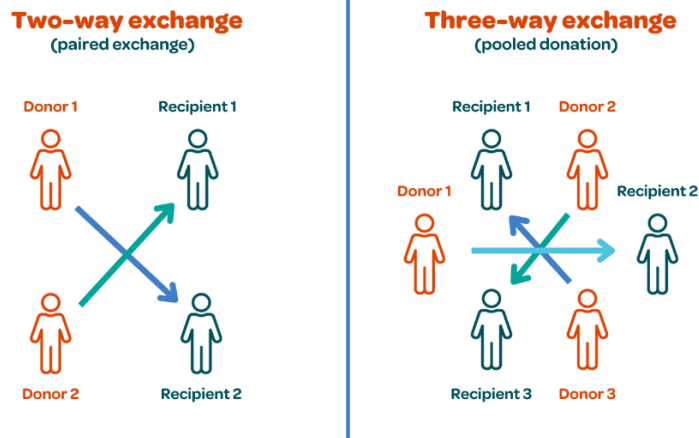 Two-way exchange
(paired exchange)
Donor 1
Recipient 1
Donor 2
Recipient 2
Three-way exchange
(pooled donation)
Recipient 1
Donor 2
Donor 1
Recipient 2
Recipient 3
Donor 3